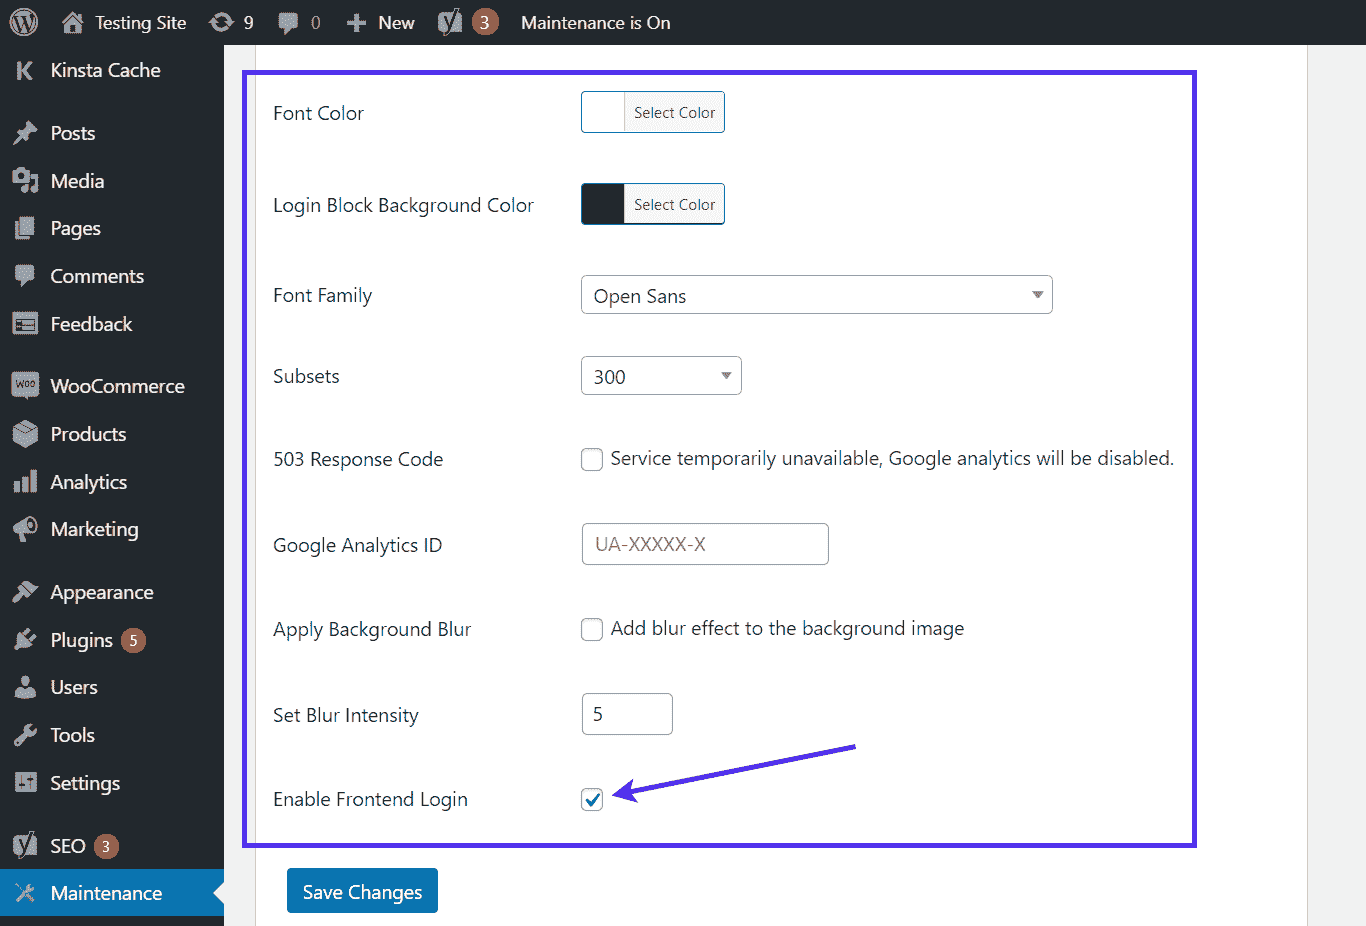 Testing Site 9 0 New 3 Maintenance is On
Kinsta Cache
Posts
Media
Pages
Comments
Feedback
Woo WooCommerce
Products
Analytics
Marketing
Appearance
Plugins 5
Users
Tools
Settings
SEO 3
Maintenance
Font Color Select Color
Login Block Background Color Select Color
Font Family Open Sans
Subsets 300
503 Response Code Service temporarily unavailable, Google analytics will be disabled.
Google Analytics ID UA-XXXXX-X
Apply Background Blur Add blur effect to the background image
Set Blur Intensity 5
Enable Frontend Login
Save Changes